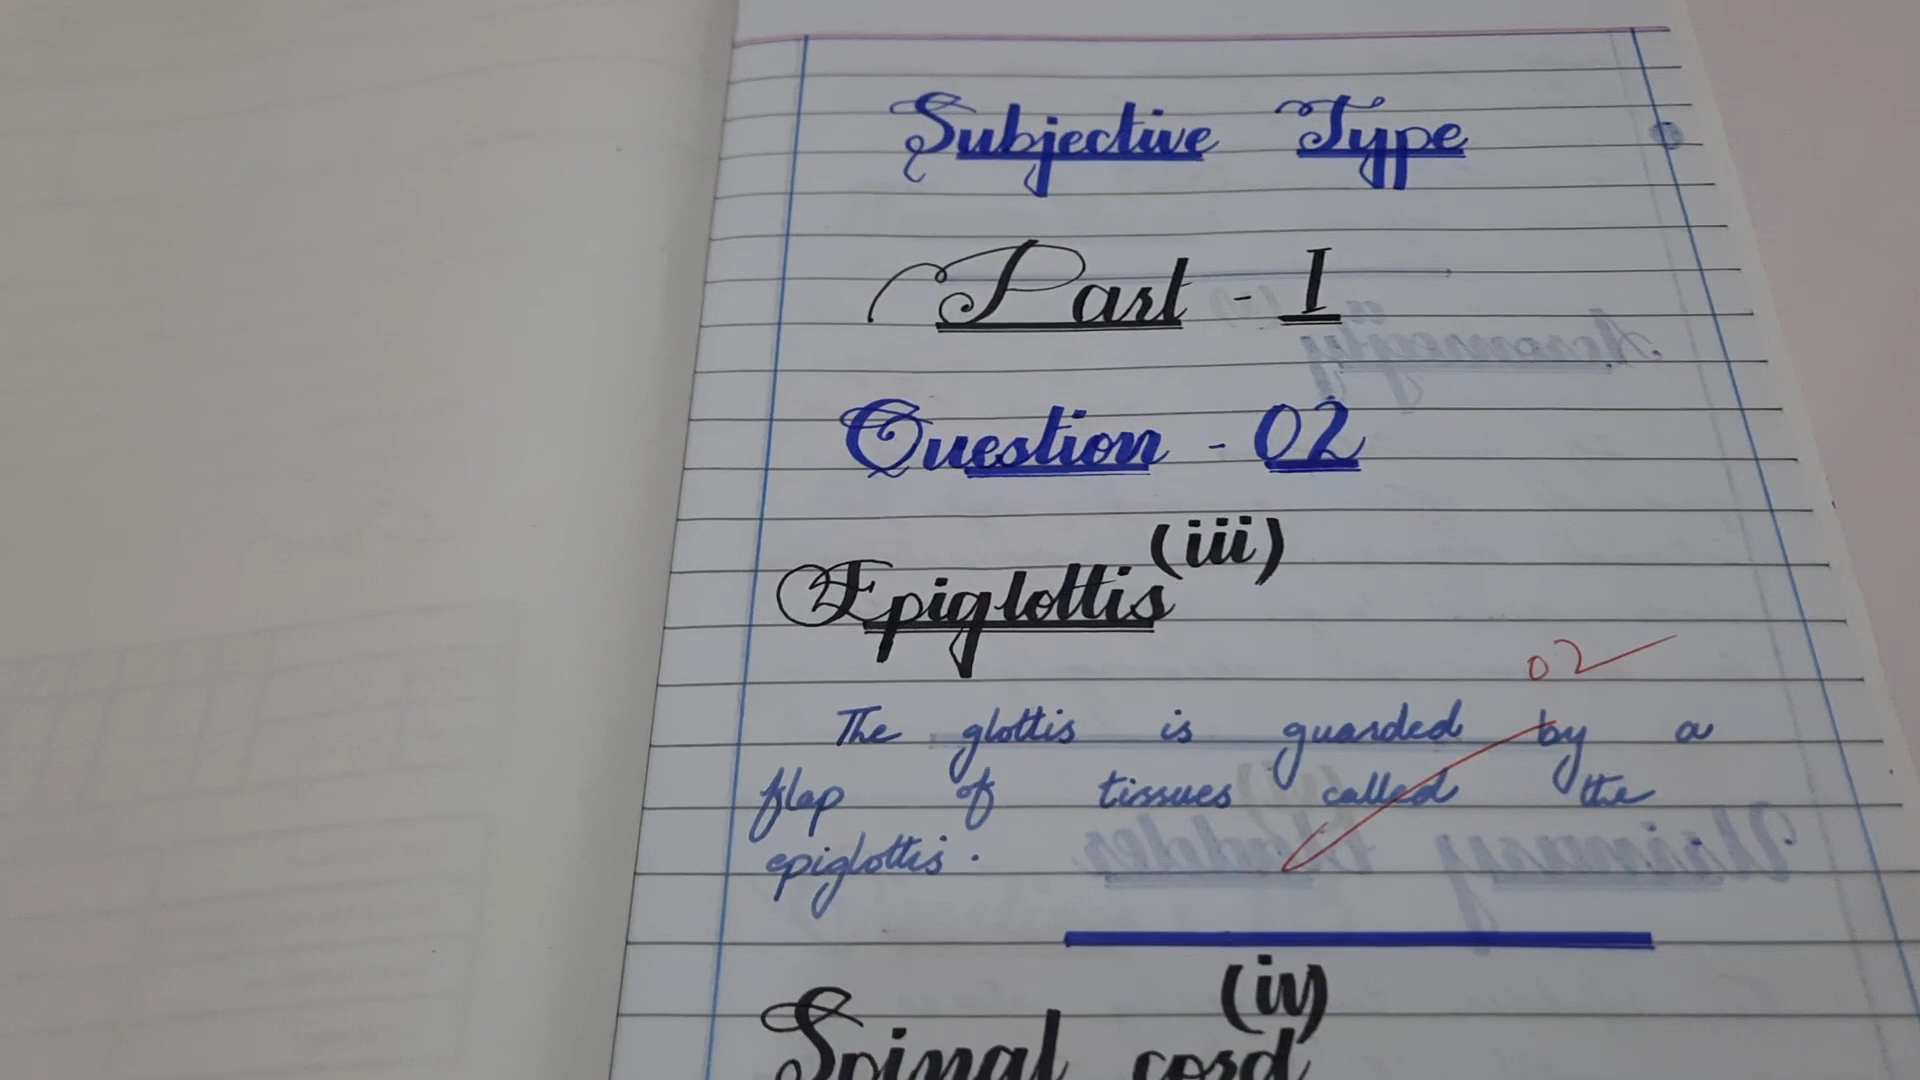 Subjective Type
Part - I
Question - 02
(iii)
Epiglottis
02
The glottis is guarded by a
flap of tissues called the
epiglottis.
(iv)
Spinal cord